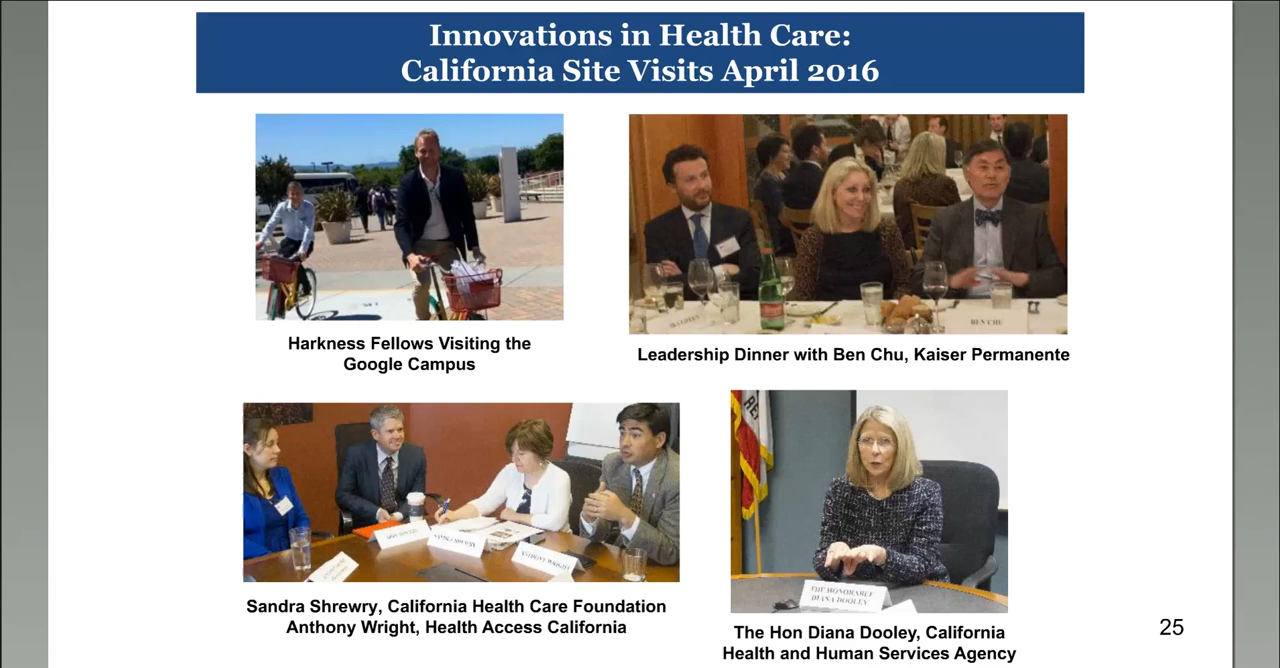 Innovations in Health Care:
California Site Visits April 2016
Harkness Fellows Visiting the
Google Campus
BEN CHU
Leadership Dinner with Ben Chu, Kaiser Permanente
SANDRA SHREWRY
ANTHONY WRIGHT
Sandra Shrewry, California Health Care Foundation
Anthony Wright, Health Access California
THE HONORABLE
DIANA DOOLEY
The Hon Diana Dooley, California
Health and Human Services Agency
25